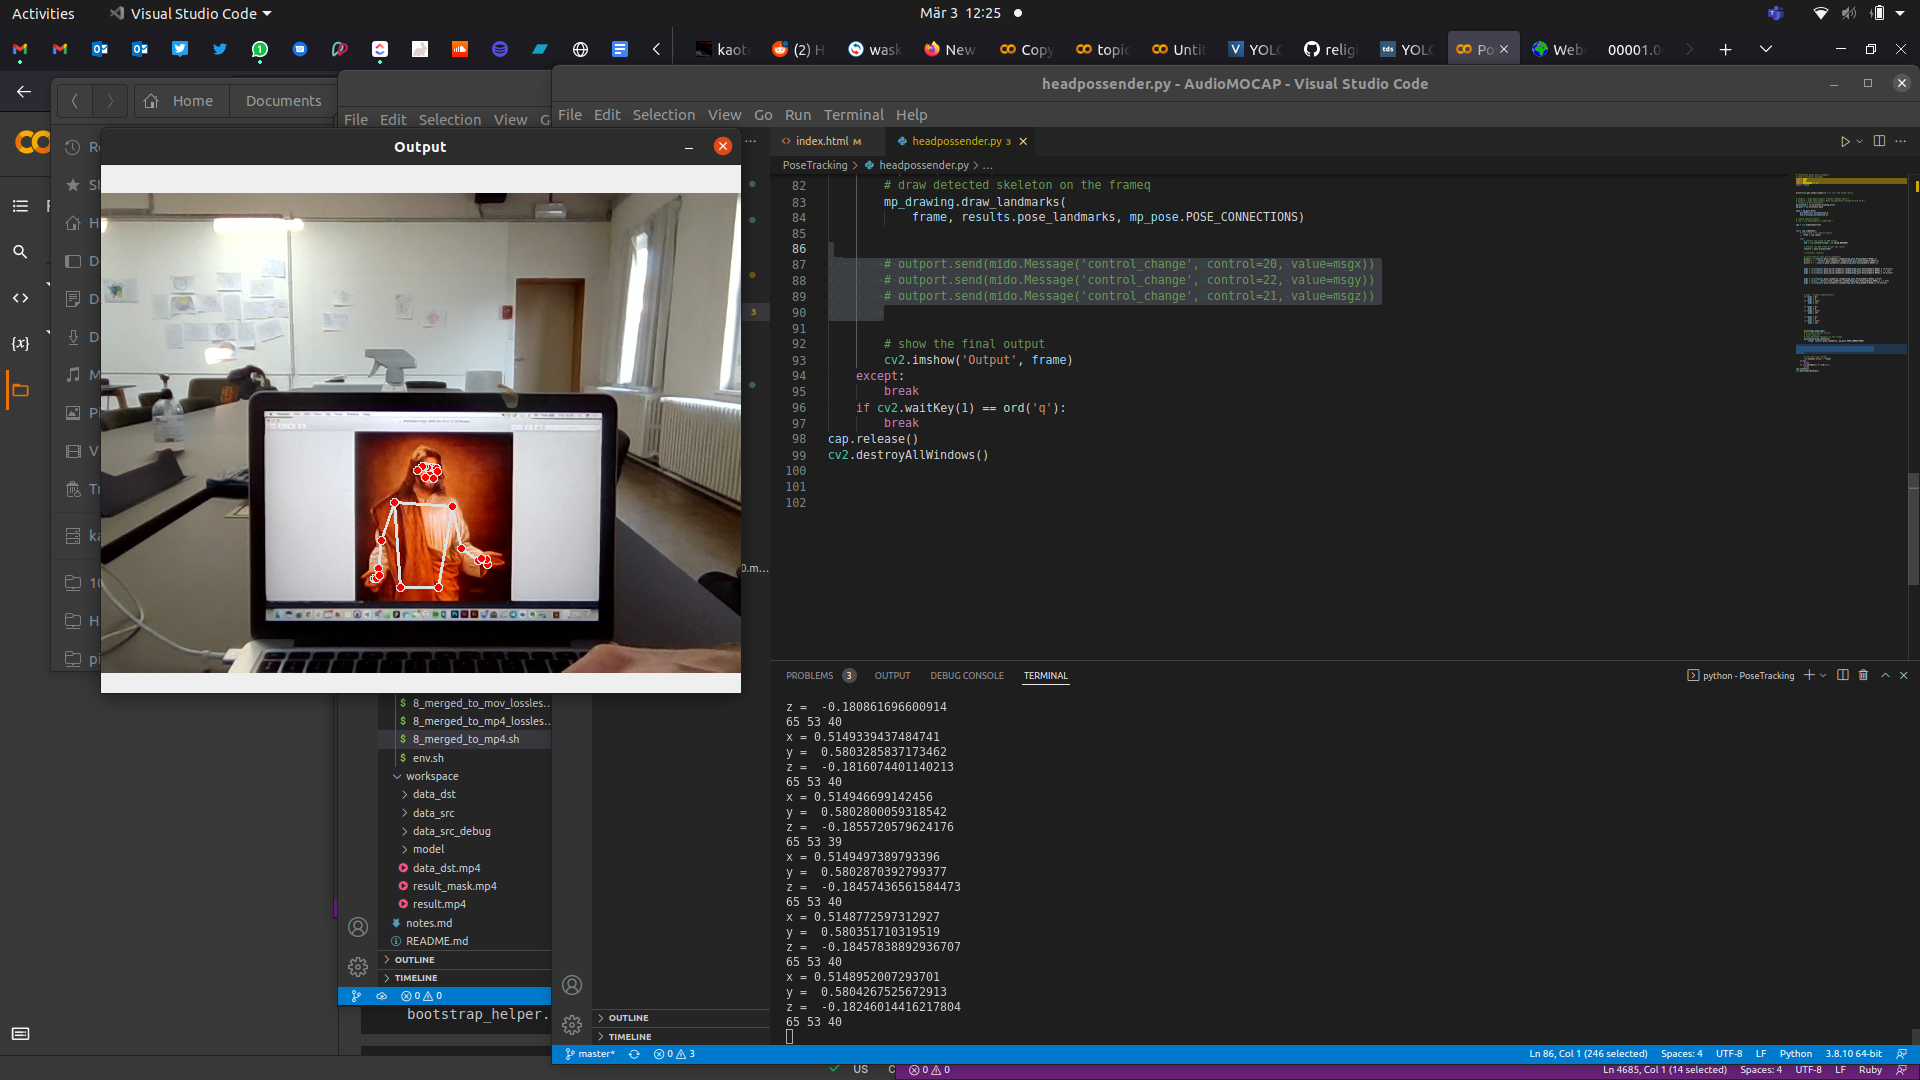 Activities
Visual Studio Code
Mär 3 12:25
kaot
(2) H
wask
New
Copy
topic
Untit
YOLO
relig
YOLO
Po
Web
00001.0
Home
Documents
headpossender.py - AudioMOCAP - Visual Studio Code
File Edit Selection View G
File Edit Selection View Go Run Terminal Help
Output
index.html M
headpossender.py 3
PoseTracking > headpossender.py > ...
82 # draw detected skeleton on the frameq
83 mp_drawing.draw_landmarks(
84 frame, results.pose_landmarks, mp_pose.POSE_CONNECTIONS)
85
86
87 # outport.send(mido.Message('control_change', control=20, value=msgx))
88 # outport.send(mido.Message('control_change', control=22, value=msgy))
89 # outport.send(mido.Message('control_change', control=21, value=msgz))
90
91
92 # show the final output
93 cv2.imshow('Output', frame)
94 except:
95 break
96 if cv2.waitKey(1) == ord('q'):
97 break
98 cap.release()
99 cv2.destroyAllWindows()
100
101
102
0.m...
3
PROBLEMS 3 OUTPUT DEBUG CONSOLE TERMINAL
python - PoseTracking
z = -0.180861696600914
65 53 40
x = 0.5149339437484741
y = 0.5803285837173462
z = -0.1816074401140213
65 53 40
x = 0.514946699142456
y = 0.5802800059318542
z = -0.1855720579624176
65 53 39
x = 0.5149497389793396
y = 0.5802870392799377
z = -0.18457436561584473
65 53 40
x = 0.5148772597312927
y = 0.580351710319519
z = -0.18457838892936707
65 53 40
x = 0.5148952007293701
y = 0.5804267525672913
z = -0.18246014416217804
65 53 40
8_merged_to_mov_lossles...
8_merged_to_mp4_lossles...
8_merged_to_mp4.sh
env.sh
workspace
data_dst
data_src
data_src_debug
model
data_dst.mp4
result_mask.mp4
result.mp4
notes.md
README.md
OUTLINE
TIMELINE
0 0
bootstrap_helper.
OUTLINE
TIMELINE
master* 0 3
Ln 86, Col 1 (246 selected) Spaces: 4 UTF-8 LF Python 3.8.10 64-bit
US
0 0
Ln 4685, Col 1 (14 selected) Spaces: 4 UTF-8 LF Ruby